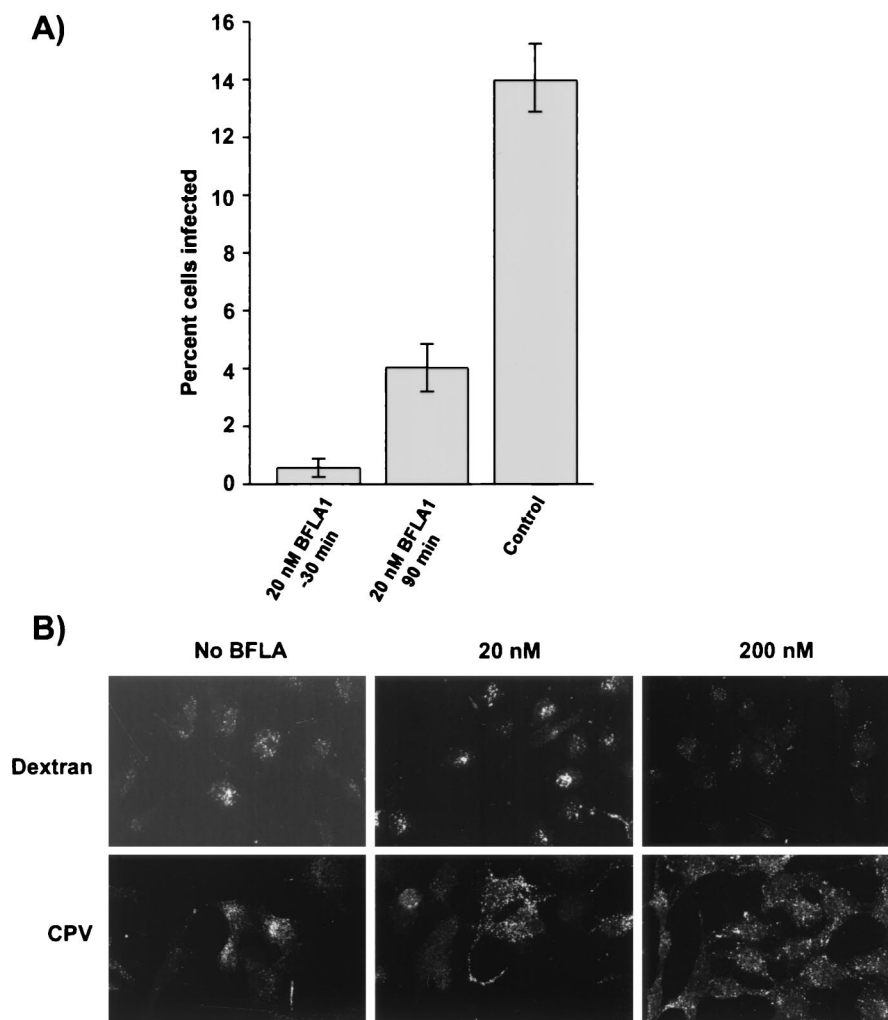 A)
Percent cells infected
16
14
12
10
8
6
4
2
0
20 nM BFLA1
-30 min
20 nM BFLA1
90 min
Control
B)
No BFLA
20 nM
200 nM
Dextran
CPV